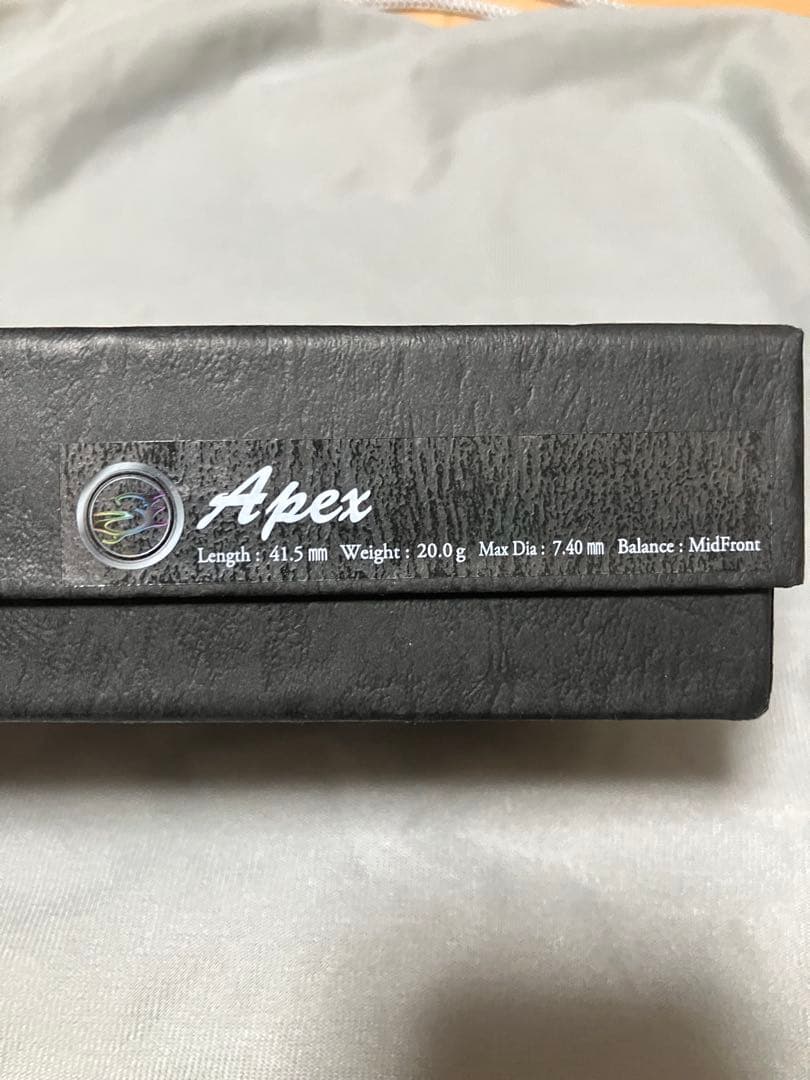 Apex
Length : 41.5 ㎜ Weight : 20.0 g Max Dia : 7.40 ㎜ Balance : MidFront